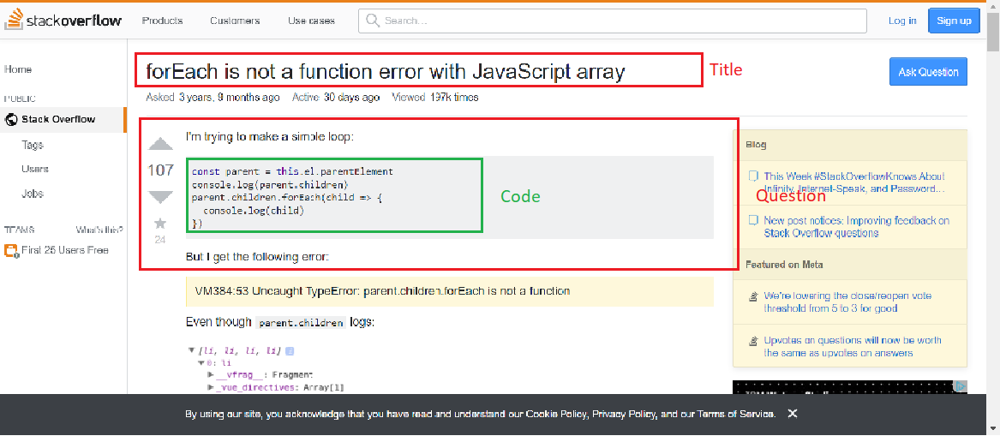 stackoverflow Products Customers Use cases Search… Log in Sign up
forEach is not a function error with JavaScript array
Title
Ask Question
Asked 3 years, 9 months ago Active 30 days ago Viewed 197k times
Home
PUBLIC
Stack Overflow
Tags
Users
Jobs
TEAMS What's this?
First 25 Users Free
107
24
I'm trying to make a simple loop:
const parent = this.el.parentElement
console.log(parent.children)
parent.children.forEach(child => {
  console.log(child)
})
Code
Question
But I get the following error:
VM384:53 Uncaught TypeError: parent.children.forEach is not a function
Even though parent.children logs:
[li, li, li, li]
0: li
__vfrag__: Fragment
_vue_directives: Array[1]
Blog
This Week #StackOverflowKnows About
Infinity, Internet-Speak, and Password…
New post notices: Improving feedback on
Stack Overflow questions
Featured on Meta
We're lowering the close/reopen vote
threshold from 5 to 3 for good
Upvotes on questions will now be worth
the same as upvotes on answers
By using our site, you acknowledge that you have read and understand our Cookie Policy, Privacy Policy, and our Terms of Service.